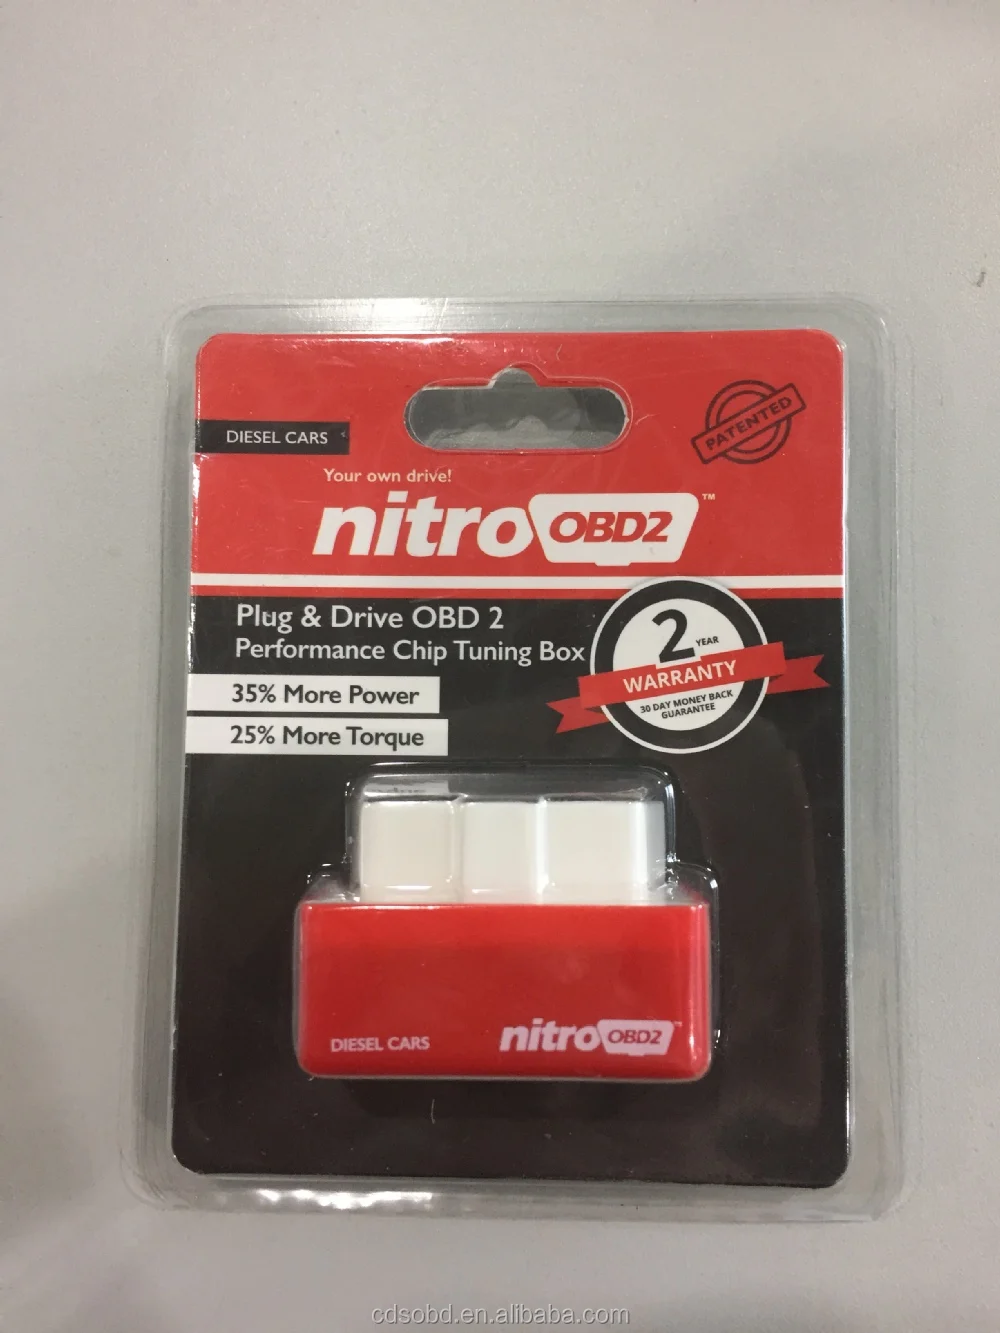 DIESEL CARS
PATENTED
Your own drive!
nitro OBD2 ™
Plug & Drive OBD 2
Performance Chip Tuning Box
35% More Power
25% More Torque
2 YEAR
WARRANTY
30 DAY MONEY BACK
GUARANTEE
DIESEL CARS
nitro OBD2 ™
cdsobd.en.alibaba.com